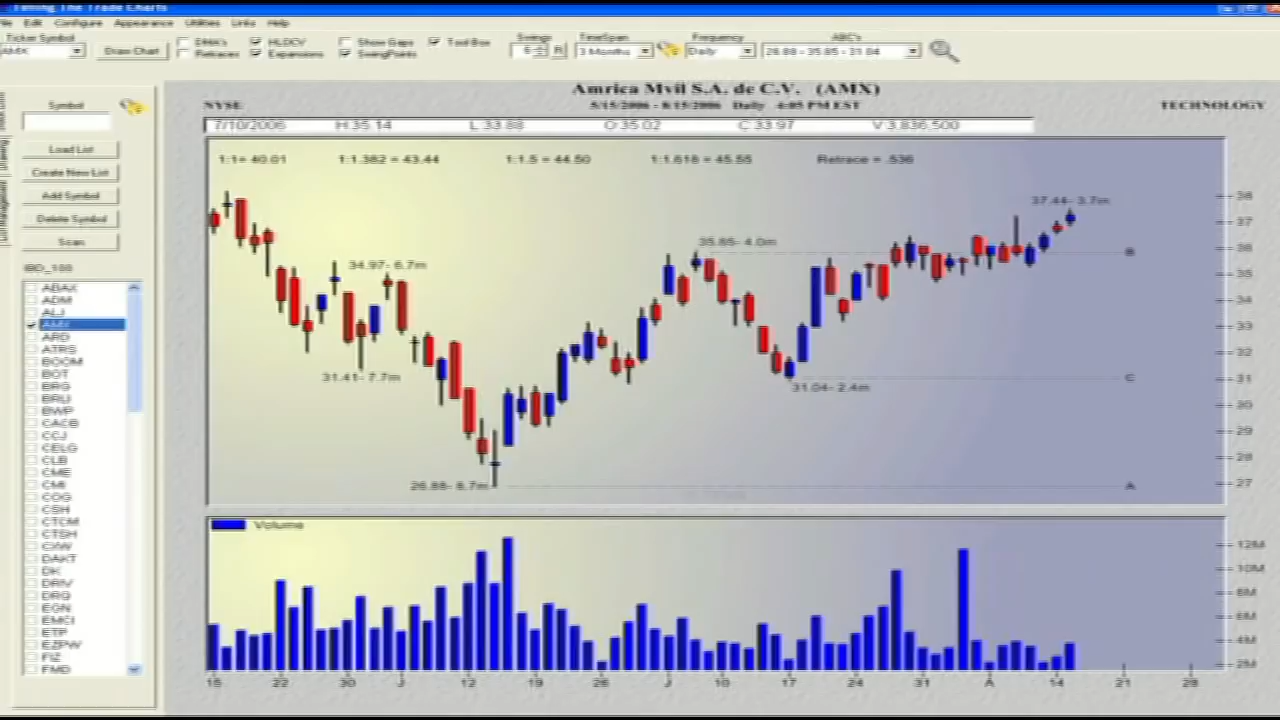 Timing The Trade Charts
File Edit Configure Appearance Utilities Links Help
Ticker Symbol
AMX
Draw Chart
DMA's HLOCV Show Gaps Tool Box
Retraces Expansions SwingPoints
Swings TimeSpan Frequency ABC's
6 R 3 Months Daily 26.88 - 35.85 - 31.04
Amrica Mvil S.A. de C.V. (AMX)
NYSE 5/15/2006 - 8/15/2006 Daily 4:05 PM EST TECHNOLOGY
7/10/2006 H:35.14 L:33.88 O:35.02 C:33.97 V:3,836,500
1:1= 40.01 1:1.382 = 43.44 1:1.5 = 44.50 1:1.618 = 45.55 Retrace = .536
Symbol
Load List
Create New List
Add Symbol
Delete Symbol
Scan
IBD_100
ABAX
ADM
ALJ
AMX
ARD
ATRS
BOOM
BOT
BRG
BRLI
BWP
CACB
CCJ
CELG
CLB
CME
CMI
COG
CSH
CTCM
CTSH
CXW
DAKT
DK
DRIV
DRQ
EGN
EMCI
ETP
EZPW
FIZ
FMD
37.44- 3.7m
35.85- 4.0m
34.97- 6.7m
31.41- 7.7m
31.04- 2.4m
26.88- 8.7m
B
C
A
38
37
36
35
34
33
32
31
30
29
28
27
Volume
12M
10M
8M
6M
4M
2M
15 22 30 J 12 19 26 J 10 17 24 31 A 14 21 28